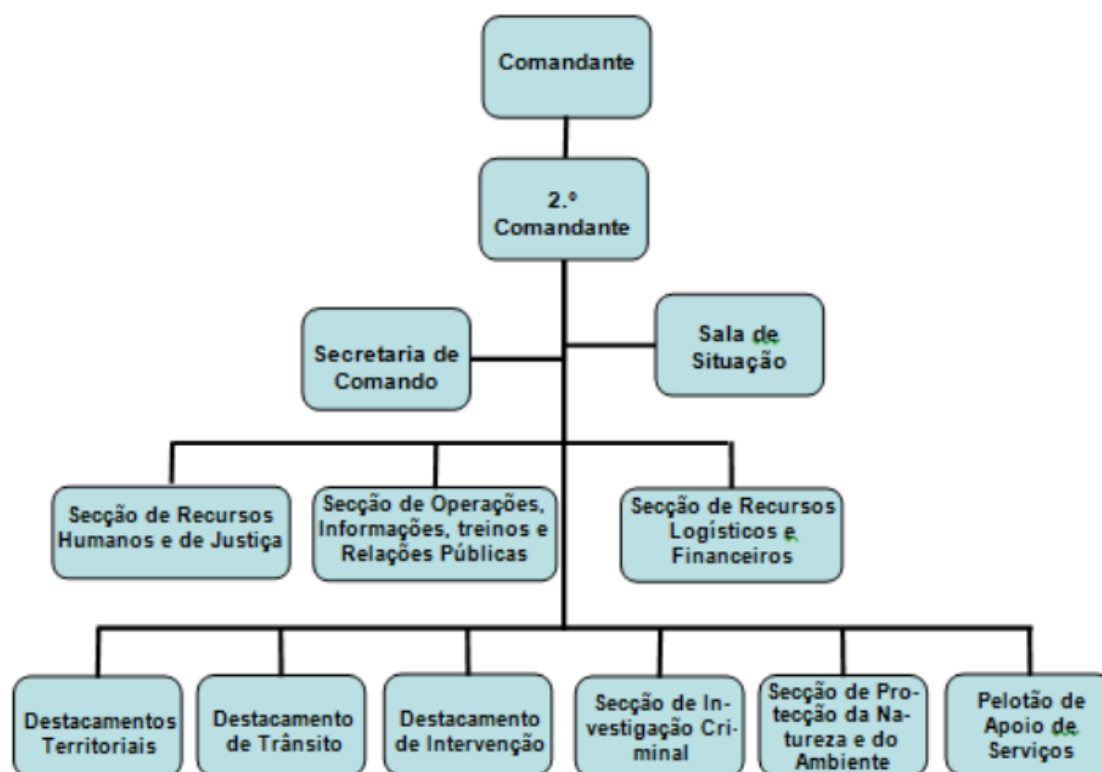 Comandante
2.º
Comandante
Secretaria de
Comando
Sala de
Situação
Secção de Recursos
Humanos e de Justiça
Secção de Operações,
Informações, treinos e
Relações Públicas
Secção de Recursos
Logísticos e
Financeiros
Destacamentos
Territoriais
Destacamento
de Trânsito
Destacamento
de Intervenção
Secção de In-
vestigação Cri-
minal
Secção de Pro-
tecção da Na-
tureza e do
Ambiente
Pelotão de
Apoio de
Serviços